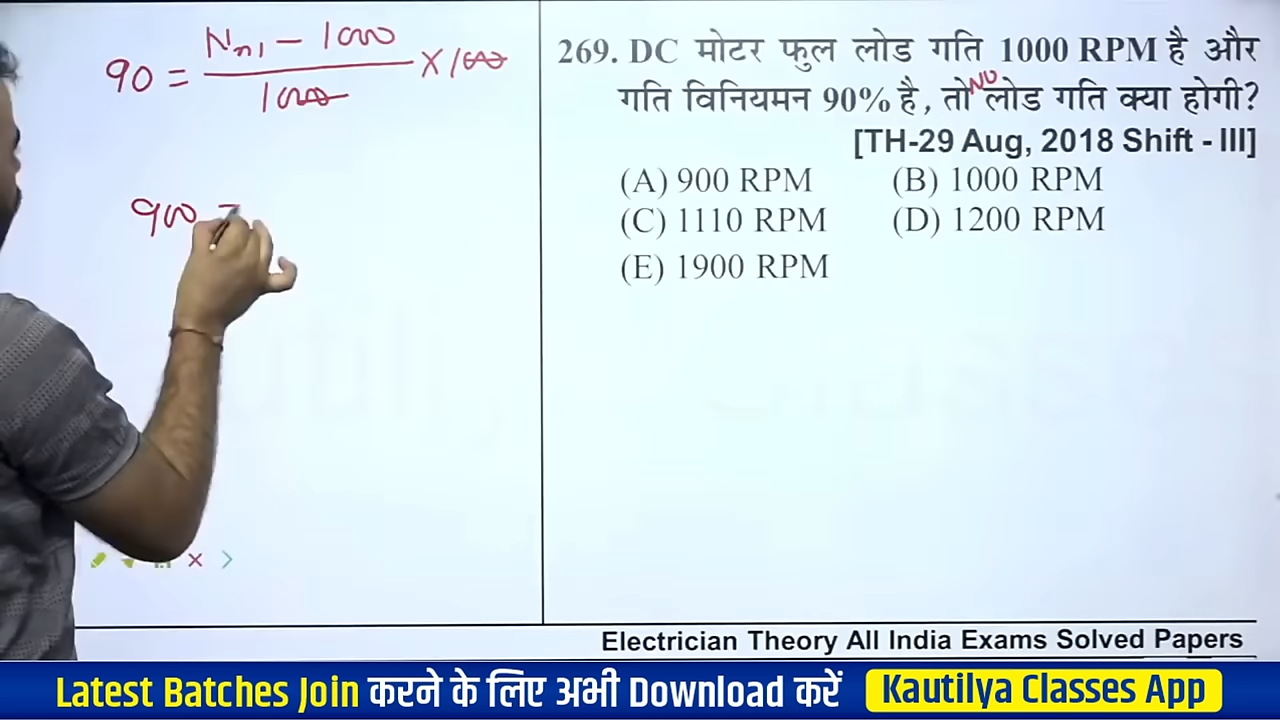 90 = Nnl - 1000 / 1000 × 100
900 =
269. DC मोटर फुल लोड गति 1000 RPM है और
गति विनियमन 90% है, तो NO लोड गति क्या होगी?
[TH-29 Aug, 2018 Shift - III]
(A) 900 RPM (B) 1000 RPM
(C) 1110 RPM (D) 1200 RPM
(E) 1900 RPM
Electrician Theory All India Exams Solved Papers
Latest Batches Join करने के लिए अभी Download करें Kautilya Classes App